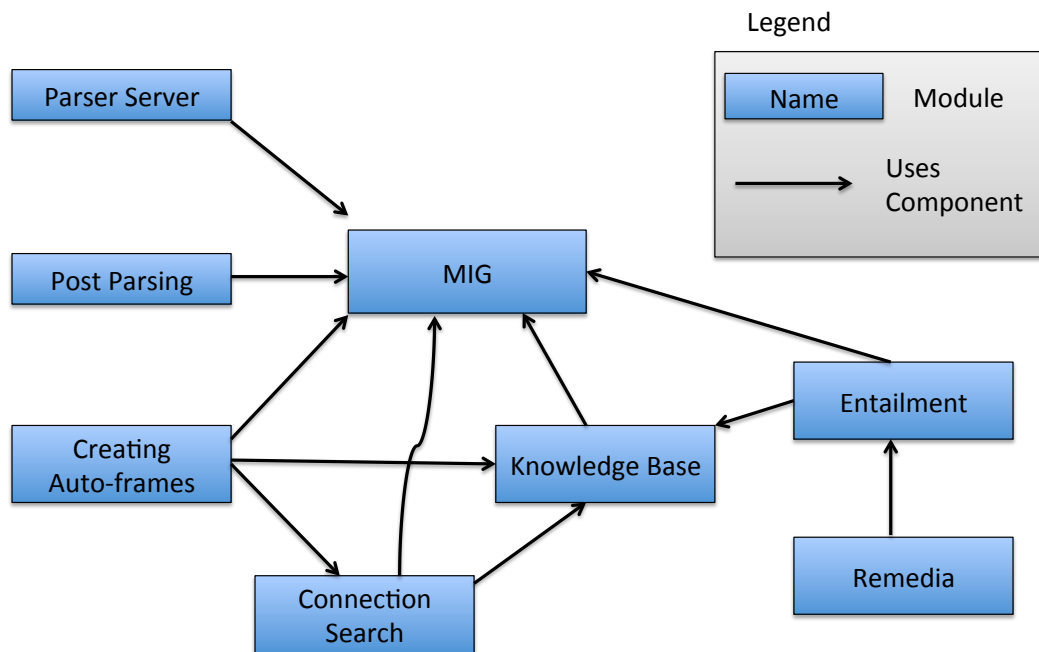 Legend
Parser Server
Name
Module
Uses
Component
Post Parsing
MIG
Entailment
Creating
Auto-frames
Knowledge Base
Remedia
Connection
Search